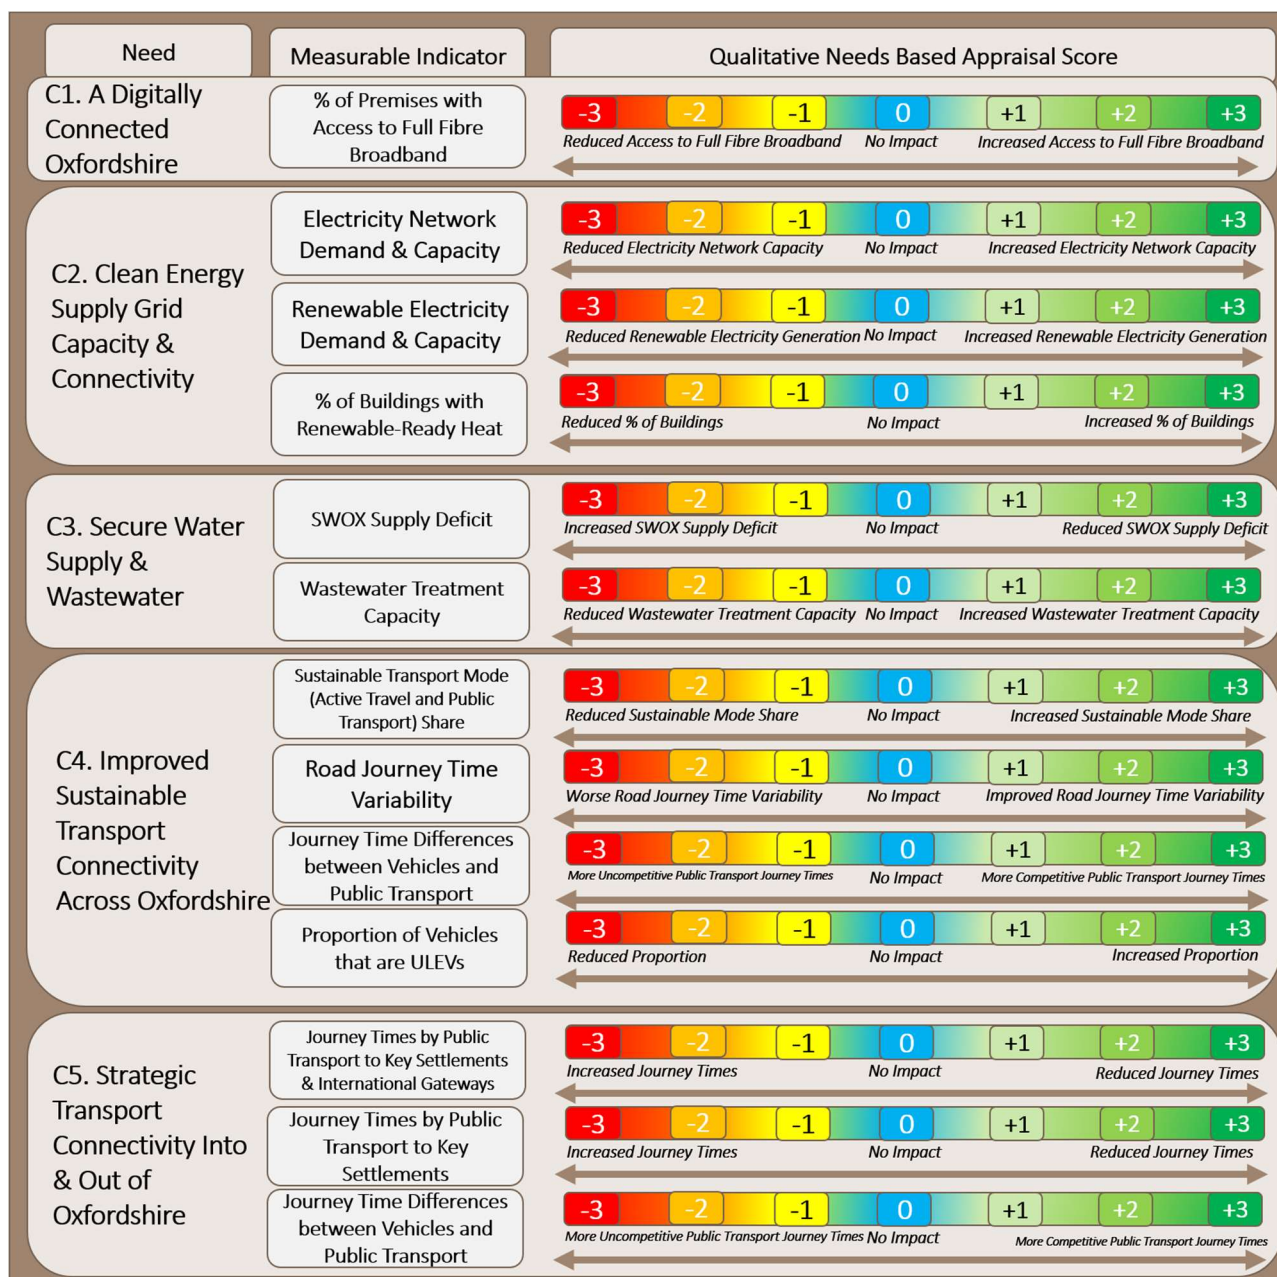 Need
Measurable Indicator
Qualitative Needs Based Appraisal Score
C1. A Digitally
Connected
Oxfordshire
% of Premises with
Access to Full Fibre
Broadband
-3 -2 -1 0 +1 +2 +3
Reduced Access to Full Fibre Broadband No Impact Increased Access to Full Fibre Broadband
C2. Clean Energy
Supply Grid
Capacity &
Connectivity
Electricity Network
Demand & Capacity
-3 -2 -1 0 +1 +2 +3
Reduced Electricity Network Capacity No Impact Increased Electricity Network Capacity
Renewable Electricity
Demand & Capacity
-3 -2 -1 0 +1 +2 +3
Reduced Renewable Electricity Generation No Impact Increased Renewable Electricity Generation
% of Buildings with
Renewable-Ready Heat
-3 -2 -1 0 +1 +2 +3
Reduced % of Buildings No Impact Increased % of Buildings
C3. Secure Water
Supply &
Wastewater
SWOX Supply Deficit
-3 -2 -1 0 +1 +2 +3
Increased SWOX Supply Deficit No Impact Reduced SWOX Supply Deficit
Wastewater Treatment
Capacity
-3 -2 -1 0 +1 +2 +3
Reduced Wastewater Treatment Capacity No Impact Increased Wastewater Treatment Capacity
C4. Improved
Sustainable
Transport
Connectivity
Across Oxfordshire
Sustainable Transport Mode
(Active Travel and Public
Transport) Share
-3 -2 -1 0 +1 +2 +3
Reduced Sustainable Mode Share No Impact Increased Sustainable Mode Share
Road Journey Time
Variability
-3 -2 -1 0 +1 +2 +3
Worse Road Journey Time Variability No Impact Improved Road Journey Time Variability
Journey Time Differences
between Vehicles and
Public Transport
-3 -2 -1 0 +1 +2 +3
More Uncompetitive Public Transport Journey Times No Impact More Competitive Public Transport Journey Times
Proportion of Vehicles
that are ULEVs
-3 -2 -1 0 +1 +2 +3
Reduced Proportion No Impact Increased Proportion
C5. Strategic
Transport
Connectivity Into
& Out of
Oxfordshire
Journey Times by Public
Transport to Key Settlements
& International Gateways
-3 -2 -1 0 +1 +2 +3
Increased Journey Times No Impact Reduced Journey Times
Journey Times by Public
Transport to Key
Settlements
-3 -2 -1 0 +1 +2 +3
Increased Journey Times No Impact Reduced Journey Times
Journey Time Differences
between Vehicles and
Public Transport
-3 -2 -1 0 +1 +2 +3
More Uncompetitive Public Transport Journey Times No Impact More Competitive Public Transport Journey Times